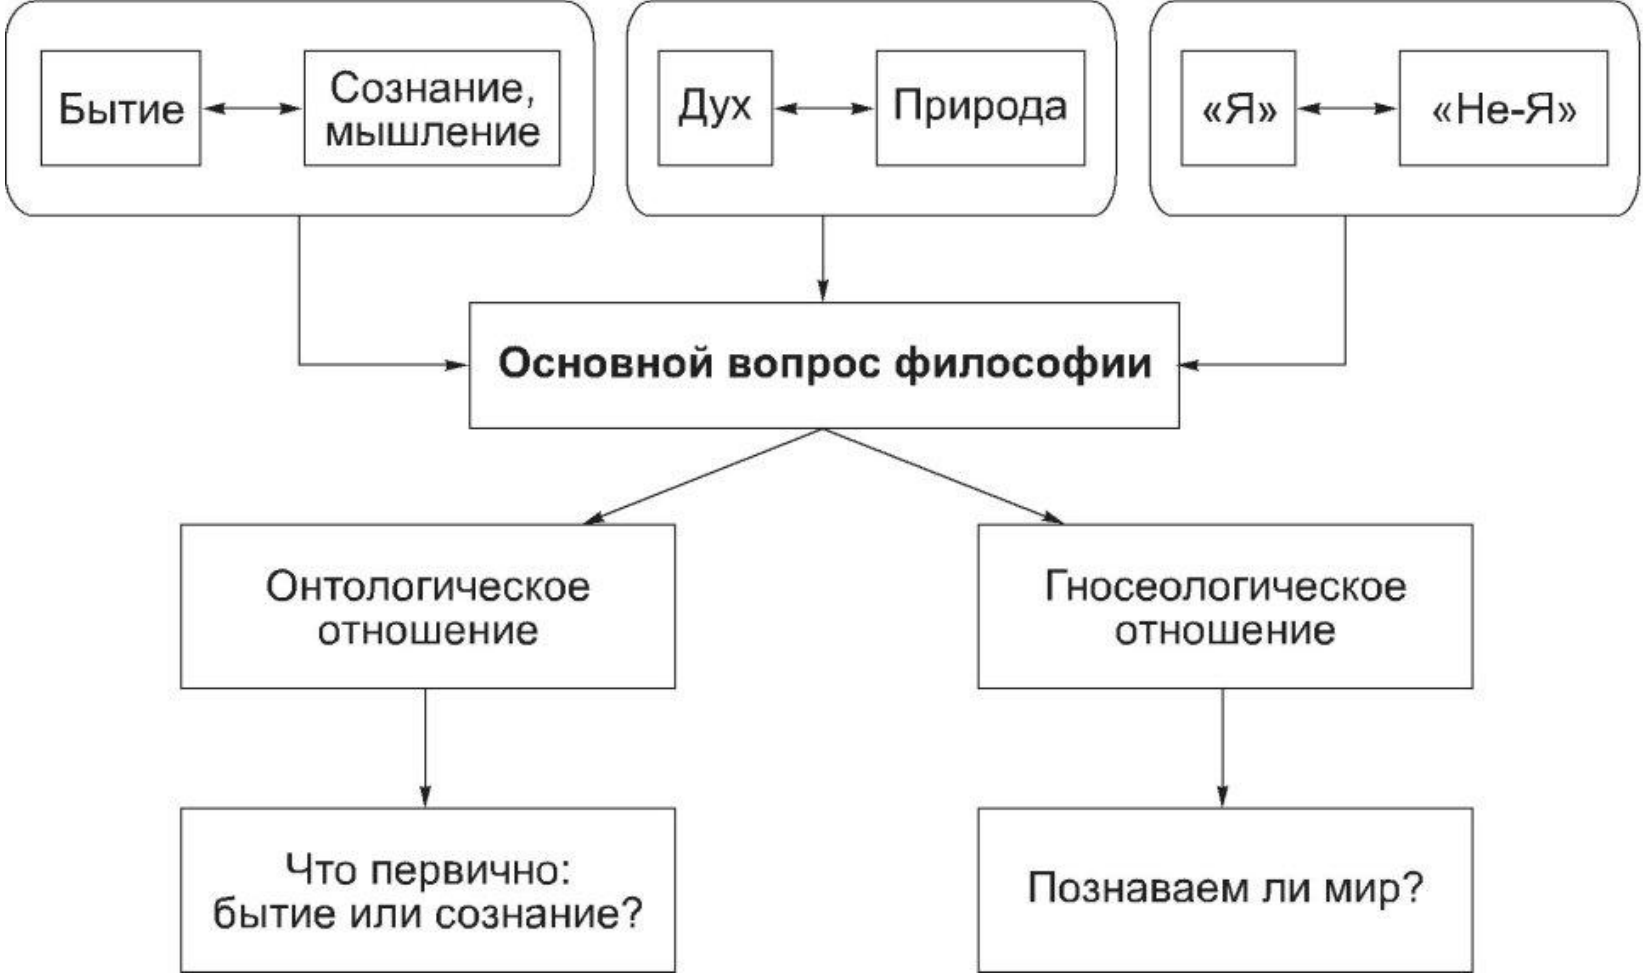 Бытие
Сознание,
мышление
Дух
Природа
«Я»
«Не-Я»
Основной вопрос философии
Онтологическое
отношение
Гносеологическое
отношение
Что первично:
бытие или сознание?
Познаваем ли мир?